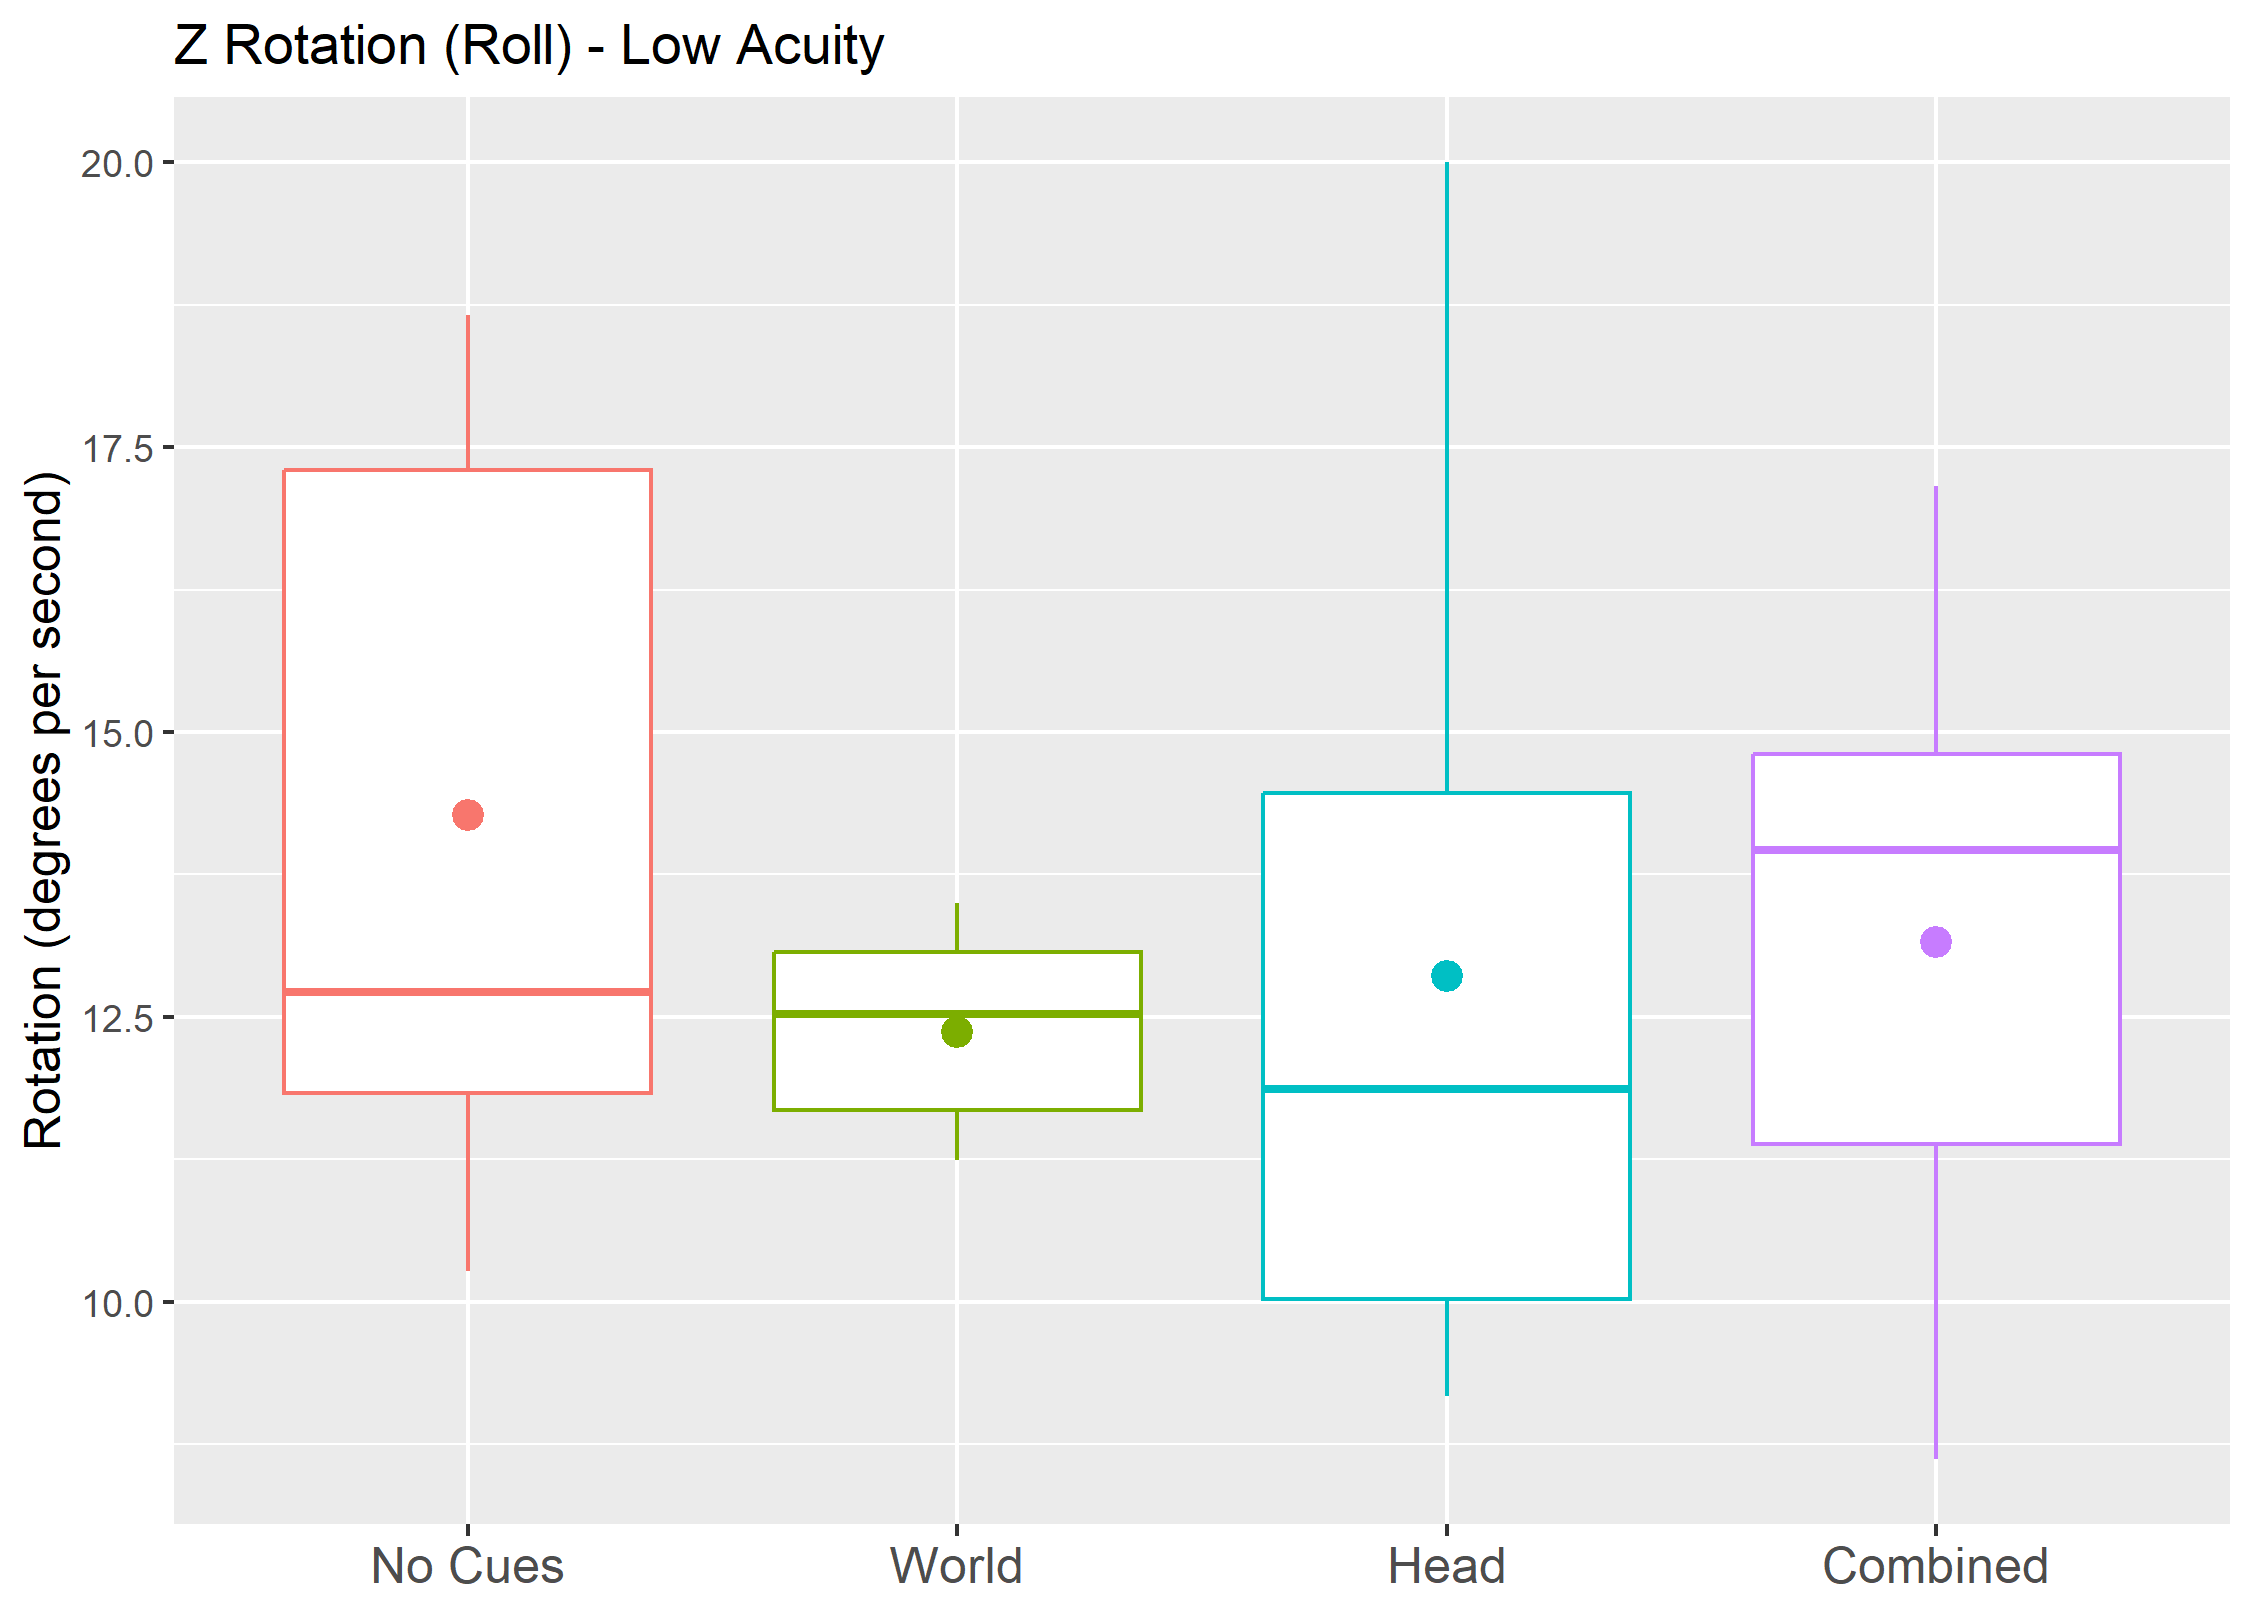 Z Rotation (Roll) - Low Acuity
Rotation (degrees per second)
20.0
17.5
15.0
12.5
10.0
No Cues
World
Head
Combined